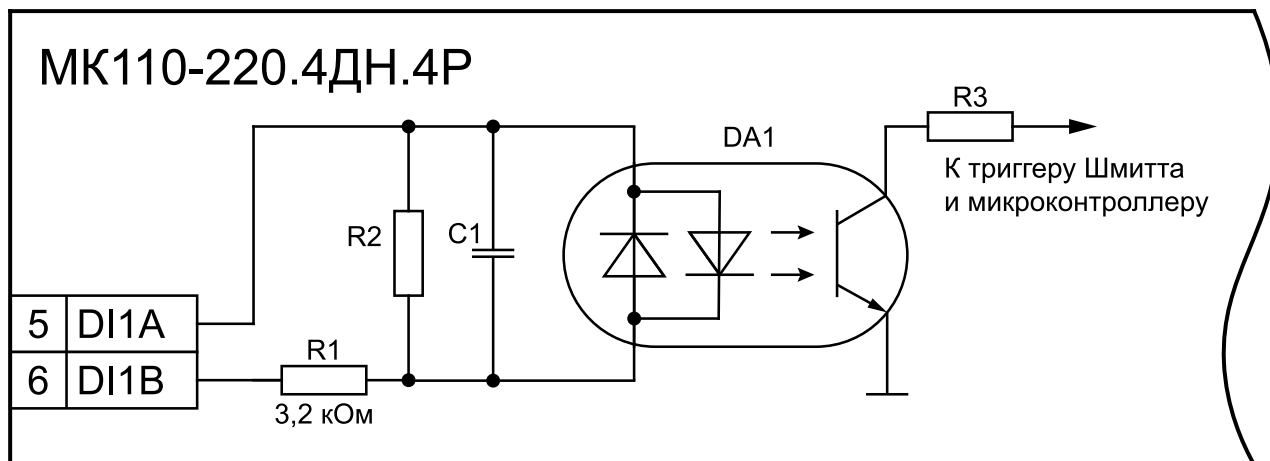 МК110-220.4ДН.4Р
R3
DA1
К триггеру Шмитта
и микроконтроллеру
R2
C1
5 DI1A
R1
6 DI1B
3,2 кОм